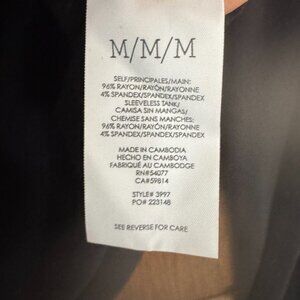 M/M/M
SELF/PRINCIPALES/MAIN:
96% RAYON/RAYÓN/RAYONNE
4% SPANDEX/SPANDEX/SPANDEX
SLEEVELESS TANK/
CAMISA SIN MANGAS/
CHEMISE SANS MANCHES:
96% RAYON/RAYÓN/RAYONNE
4% SPANDEX/SPANDEX/SPANDEX
MADE IN CAMBODIA
HECHO EN CAMBOYA
FABRIQUÉ AU CAMBODGE
RN#54077
CA#59814
STYLE# 3997
PO# 223148
SEE REVERSE FOR CARE